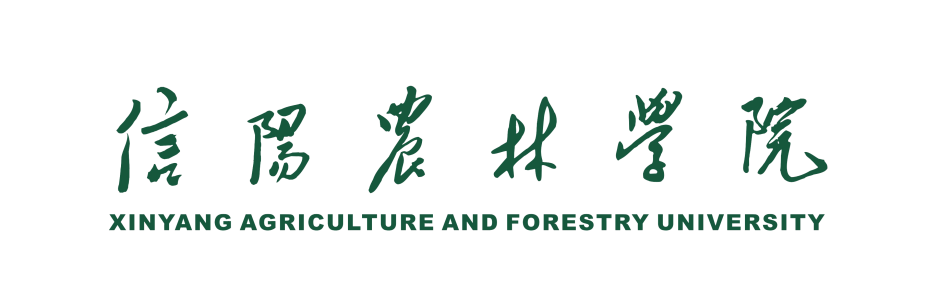 信陽農林學院
XINYANG AGRICULTURE AND FORESTRY UNIVERSITY